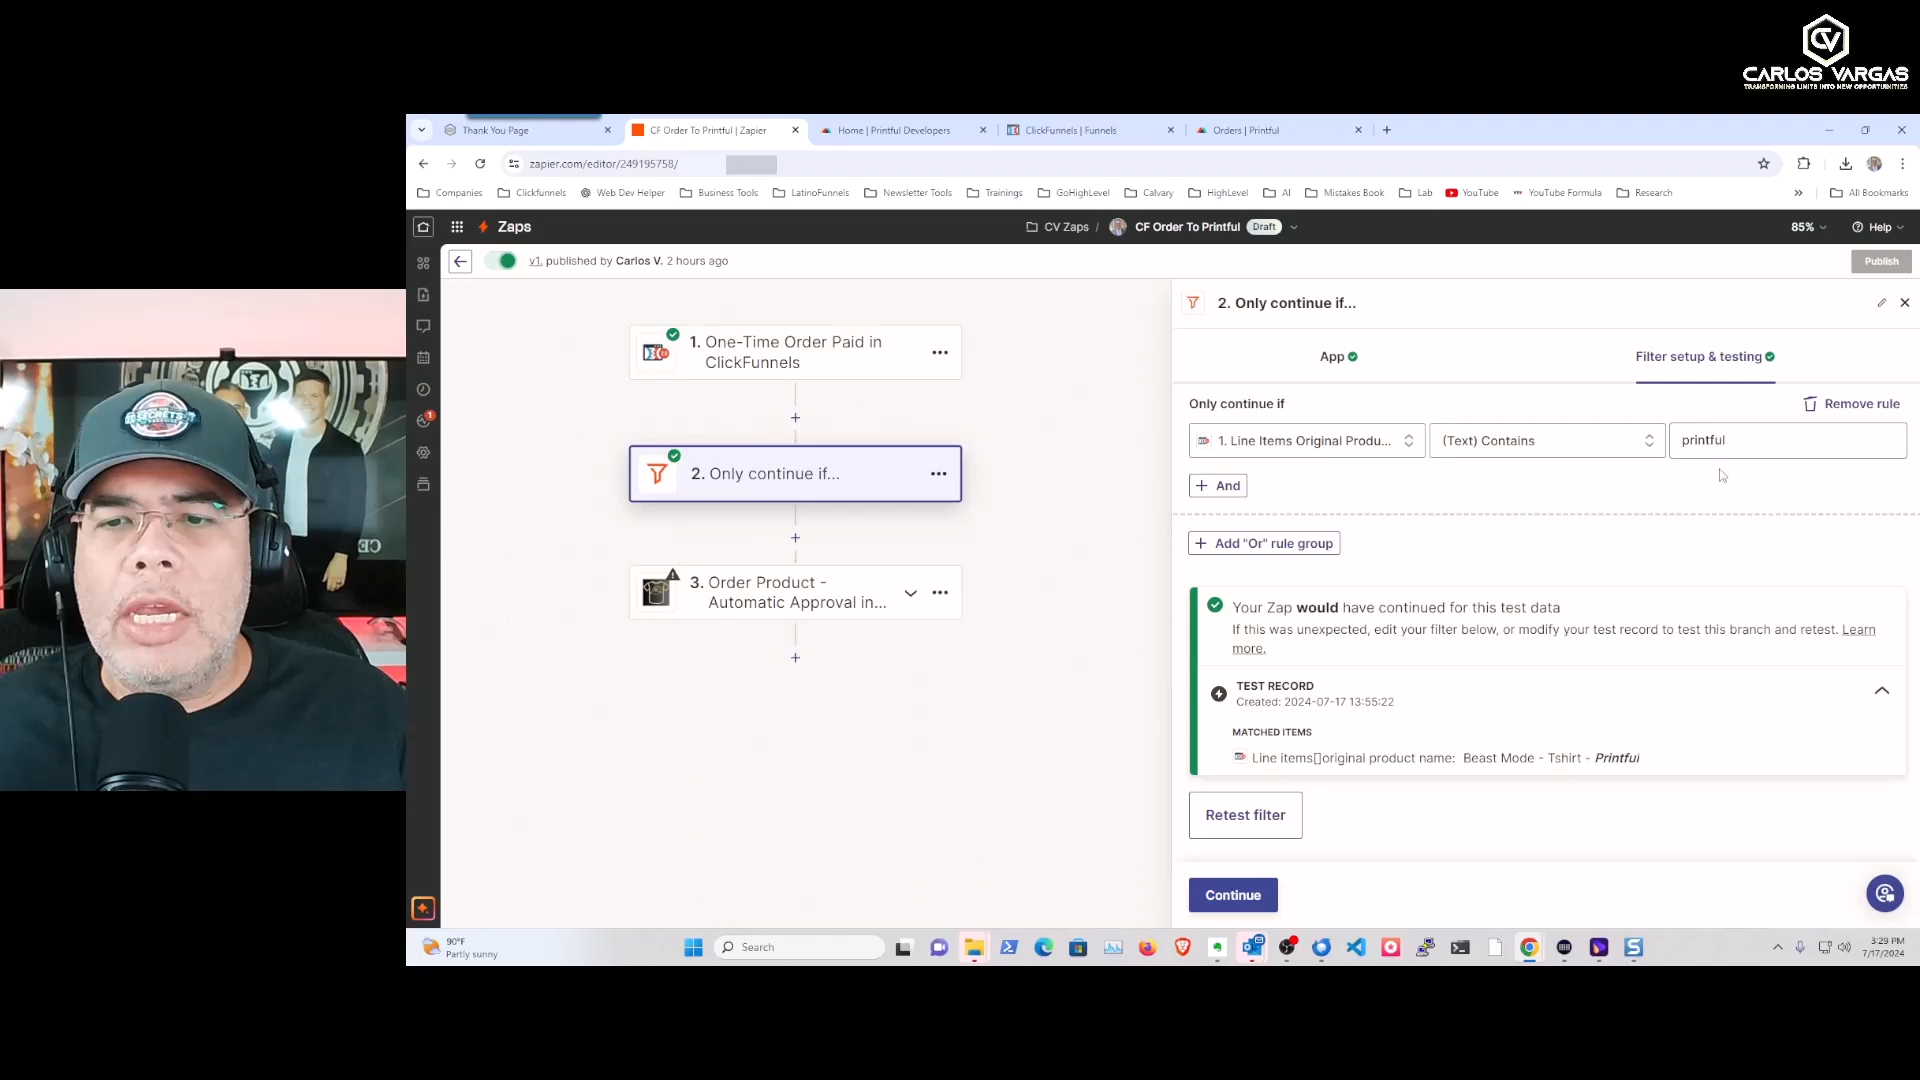 CV
CARLOS VARGAS
TRANSFORMING LIMITS INTO NEW OPPORTUNITIES
Thank You Page
CF Order To Printful | Zapier
Home | Printful Developers
ClickFunnels | Funnels
Orders | Printful
zapier.com/editor/249195758/
Companies
Clickfunnels
Web Dev Helper
Business Tools
LatinoFunnels
Newsletter Tools
Trainings
GoHighLevel
Calvary
HighLevel
AI
Mistakes Book
Lab
YouTube
YouTube Formula
Research
»
All Bookmarks
Zaps
CV Zaps / CF Order To Printful Draft
85%
Help
v1. published by Carlos V. 2 hours ago
Publish
1. One-Time Order Paid in
ClickFunnels
2. Only continue if...
3. Order Product -
Automatic Approval in...
2. Only continue if...
App
Filter setup & testing
Only continue if
Remove rule
1. Line Items Original Produ...
(Text) Contains
printful
+ And
+ Add "Or" rule group
Your Zap would have continued for this test data
If this was unexpected, edit your filter below, or modify your test record to test this branch and retest. Learn
more.
TEST RECORD
Created: 2024-07-17 13:55:22
MATCHED ITEMS
Line items[]original product name: Beast Mode - Tshirt - Printful
Retest filter
Continue
1
SECRETS
90°F
Partly sunny
Search
3:29 PM
7/17/2024